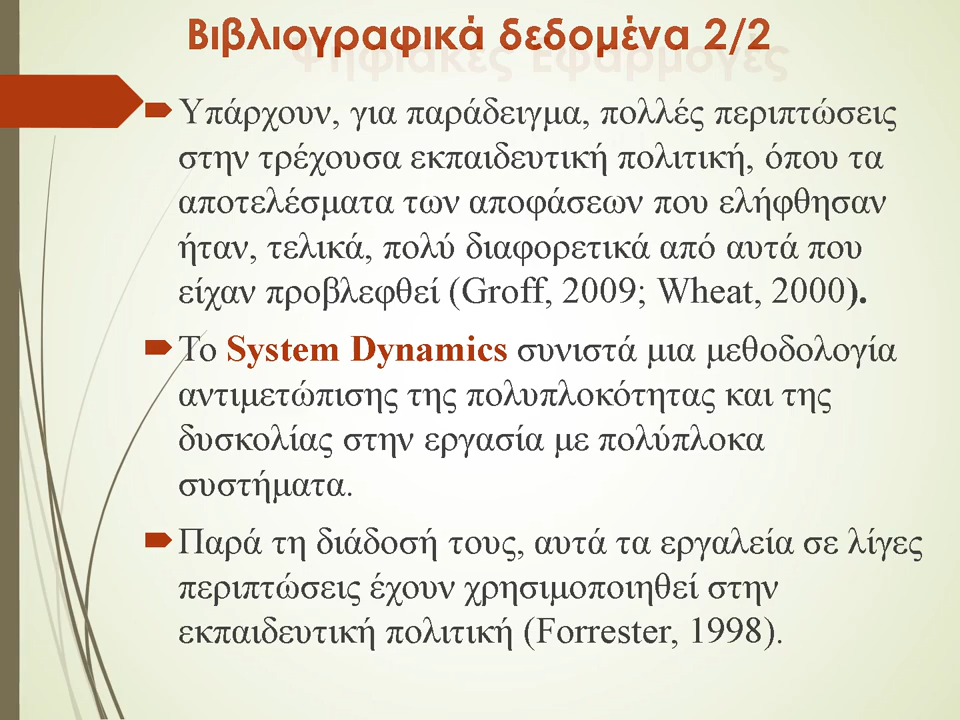 Βιβλιογραφικά δεδομένα 2/2
Ψηφιακές Εφαρμογές
Υπάρχουν, για παράδειγμα, πολλές περιπτώσεις
στην τρέχουσα εκπαιδευτική πολιτική, όπου τα
αποτελέσματα των αποφάσεων που ελήφθησαν
ήταν, τελικά, πολύ διαφορετικά από αυτά που
είχαν προβλεφθεί (Groff, 2009; Wheat, 2000).
Το System Dynamics συνιστά μια μεθοδολογία
αντιμετώπισης της πολυπλοκότητας και της
δυσκολίας στην εργασία με πολύπλοκα
συστήματα.
Παρά τη διάδοσή τους, αυτά τα εργαλεία σε λίγες
περιπτώσεις έχουν χρησιμοποιηθεί στην
εκπαιδευτική πολιτική (Forrester, 1998).